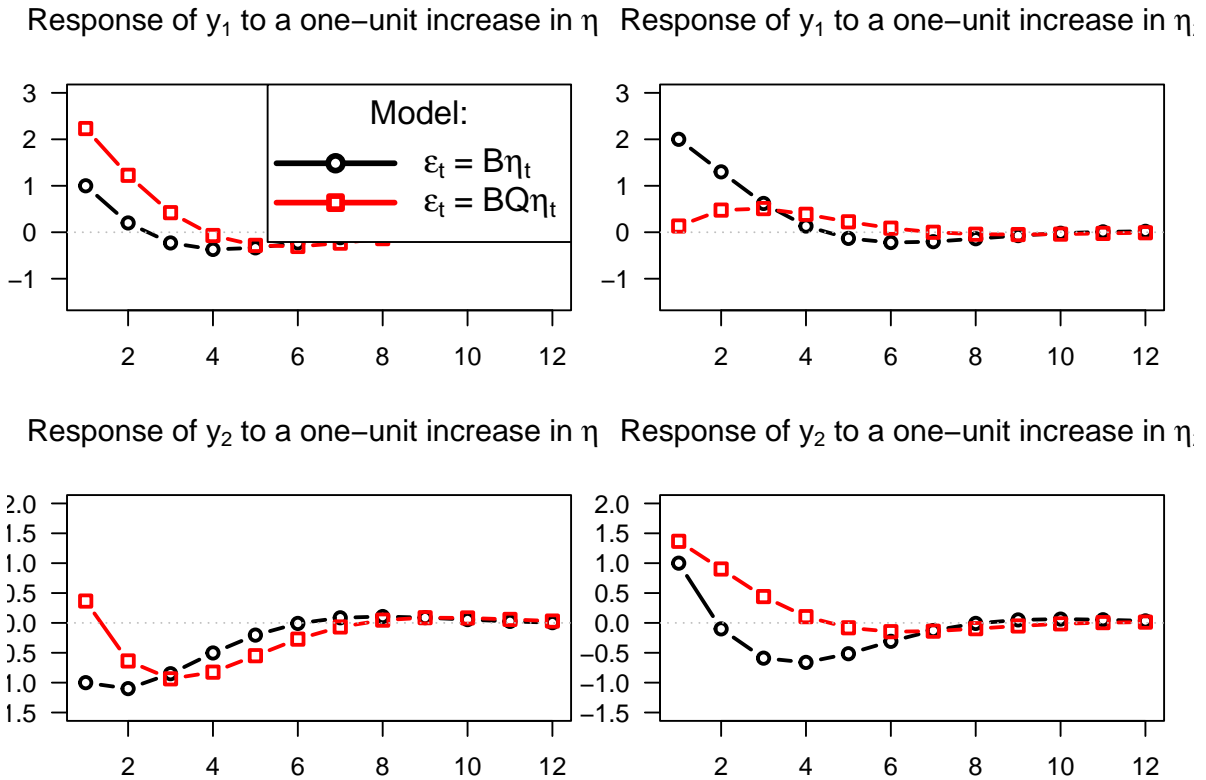 Response of y₁ to a one−unit increase in η
Response of y₁ to a one−unit increase in η
3
2
1
0
−1
2 4 6 8 10 12
Model:
εₜ = Bηₜ
εₜ = BQηₜ
3
2
1
0
−1
2 4 6 8 10 12
Response of y₂ to a one−unit increase in η
Response of y₂ to a one−unit increase in η
2.0
1.5
1.0
0.5
0.0
0.5
1.0
1.5
2 4 6 8 10 12
2.0
1.5
1.0
0.5
0.0
−0.5
−1.0
−1.5
2 4 6 8 10 12